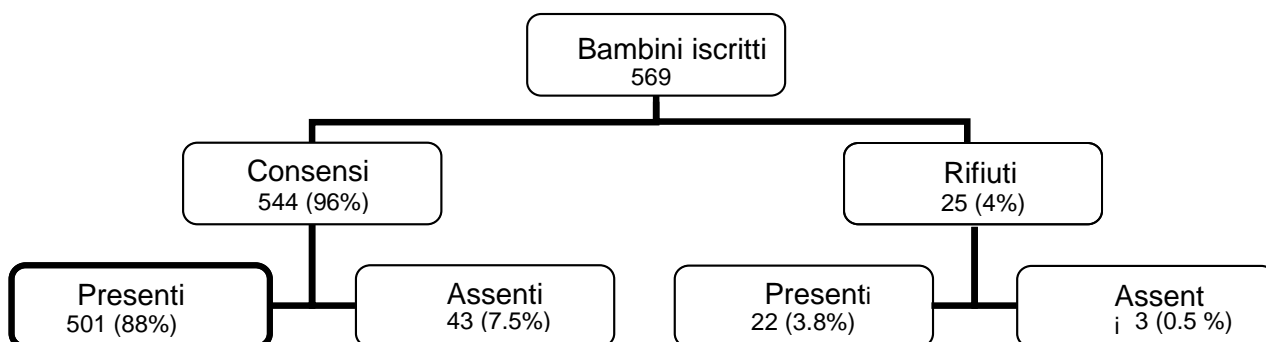 Bambini iscritti
569
Consensi
544 (96%)
Rifiuti
25 (4%)
Presenti
501 (88%)
Assenti
43 (7.5%)
Presenti
22 (3.8%)
Assent
i 3 (0.5 %)